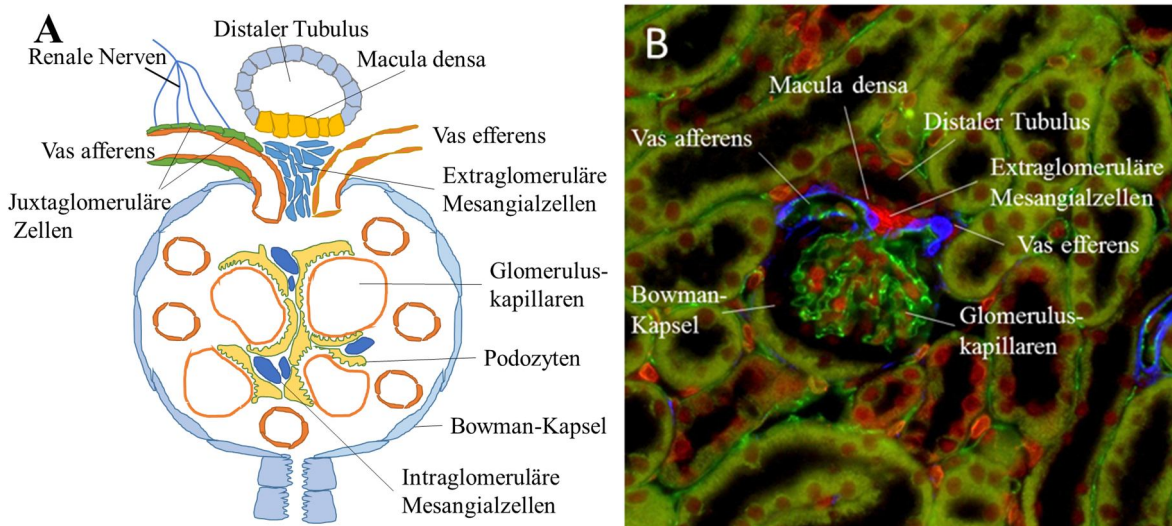 A
Distaler Tubulus
Renale Nerven
Macula densa
Vas afferens
Vas efferens
Juxtaglomeruläre
Zellen
Extraglomeruläre
Mesangialzellen
Glomerulus-
kapillaren
Podozyten
Bowman-Kapsel
Intraglomeruläre
Mesangialzellen
B
Macula densa
Vas afferens
Distaler Tubulus
Extraglomeruläre
Mesangialzellen
Vas efferens
Bowman-
Kapsel
Glomerulus-
kapillaren